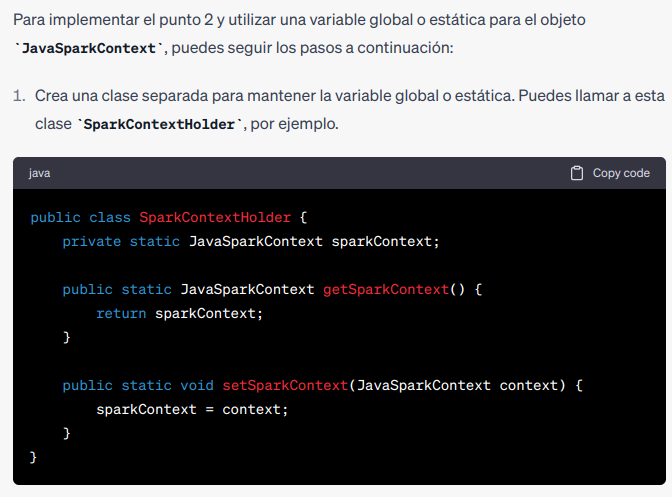 Para implementar el punto 2 y utilizar una variable global o estática para el objeto
`JavaSparkContext`, puedes seguir los pasos a continuación:
1. Crea una clase separada para mantener la variable global o estática. Puedes llamar a esta
clase `SparkContextHolder`, por ejemplo.
java Copy code
public class SparkContextHolder {
    private static JavaSparkContext sparkContext;

    public static JavaSparkContext getSparkContext() {
        return sparkContext;
    }

    public static void setSparkContext(JavaSparkContext context) {
        sparkContext = context;
    }
}